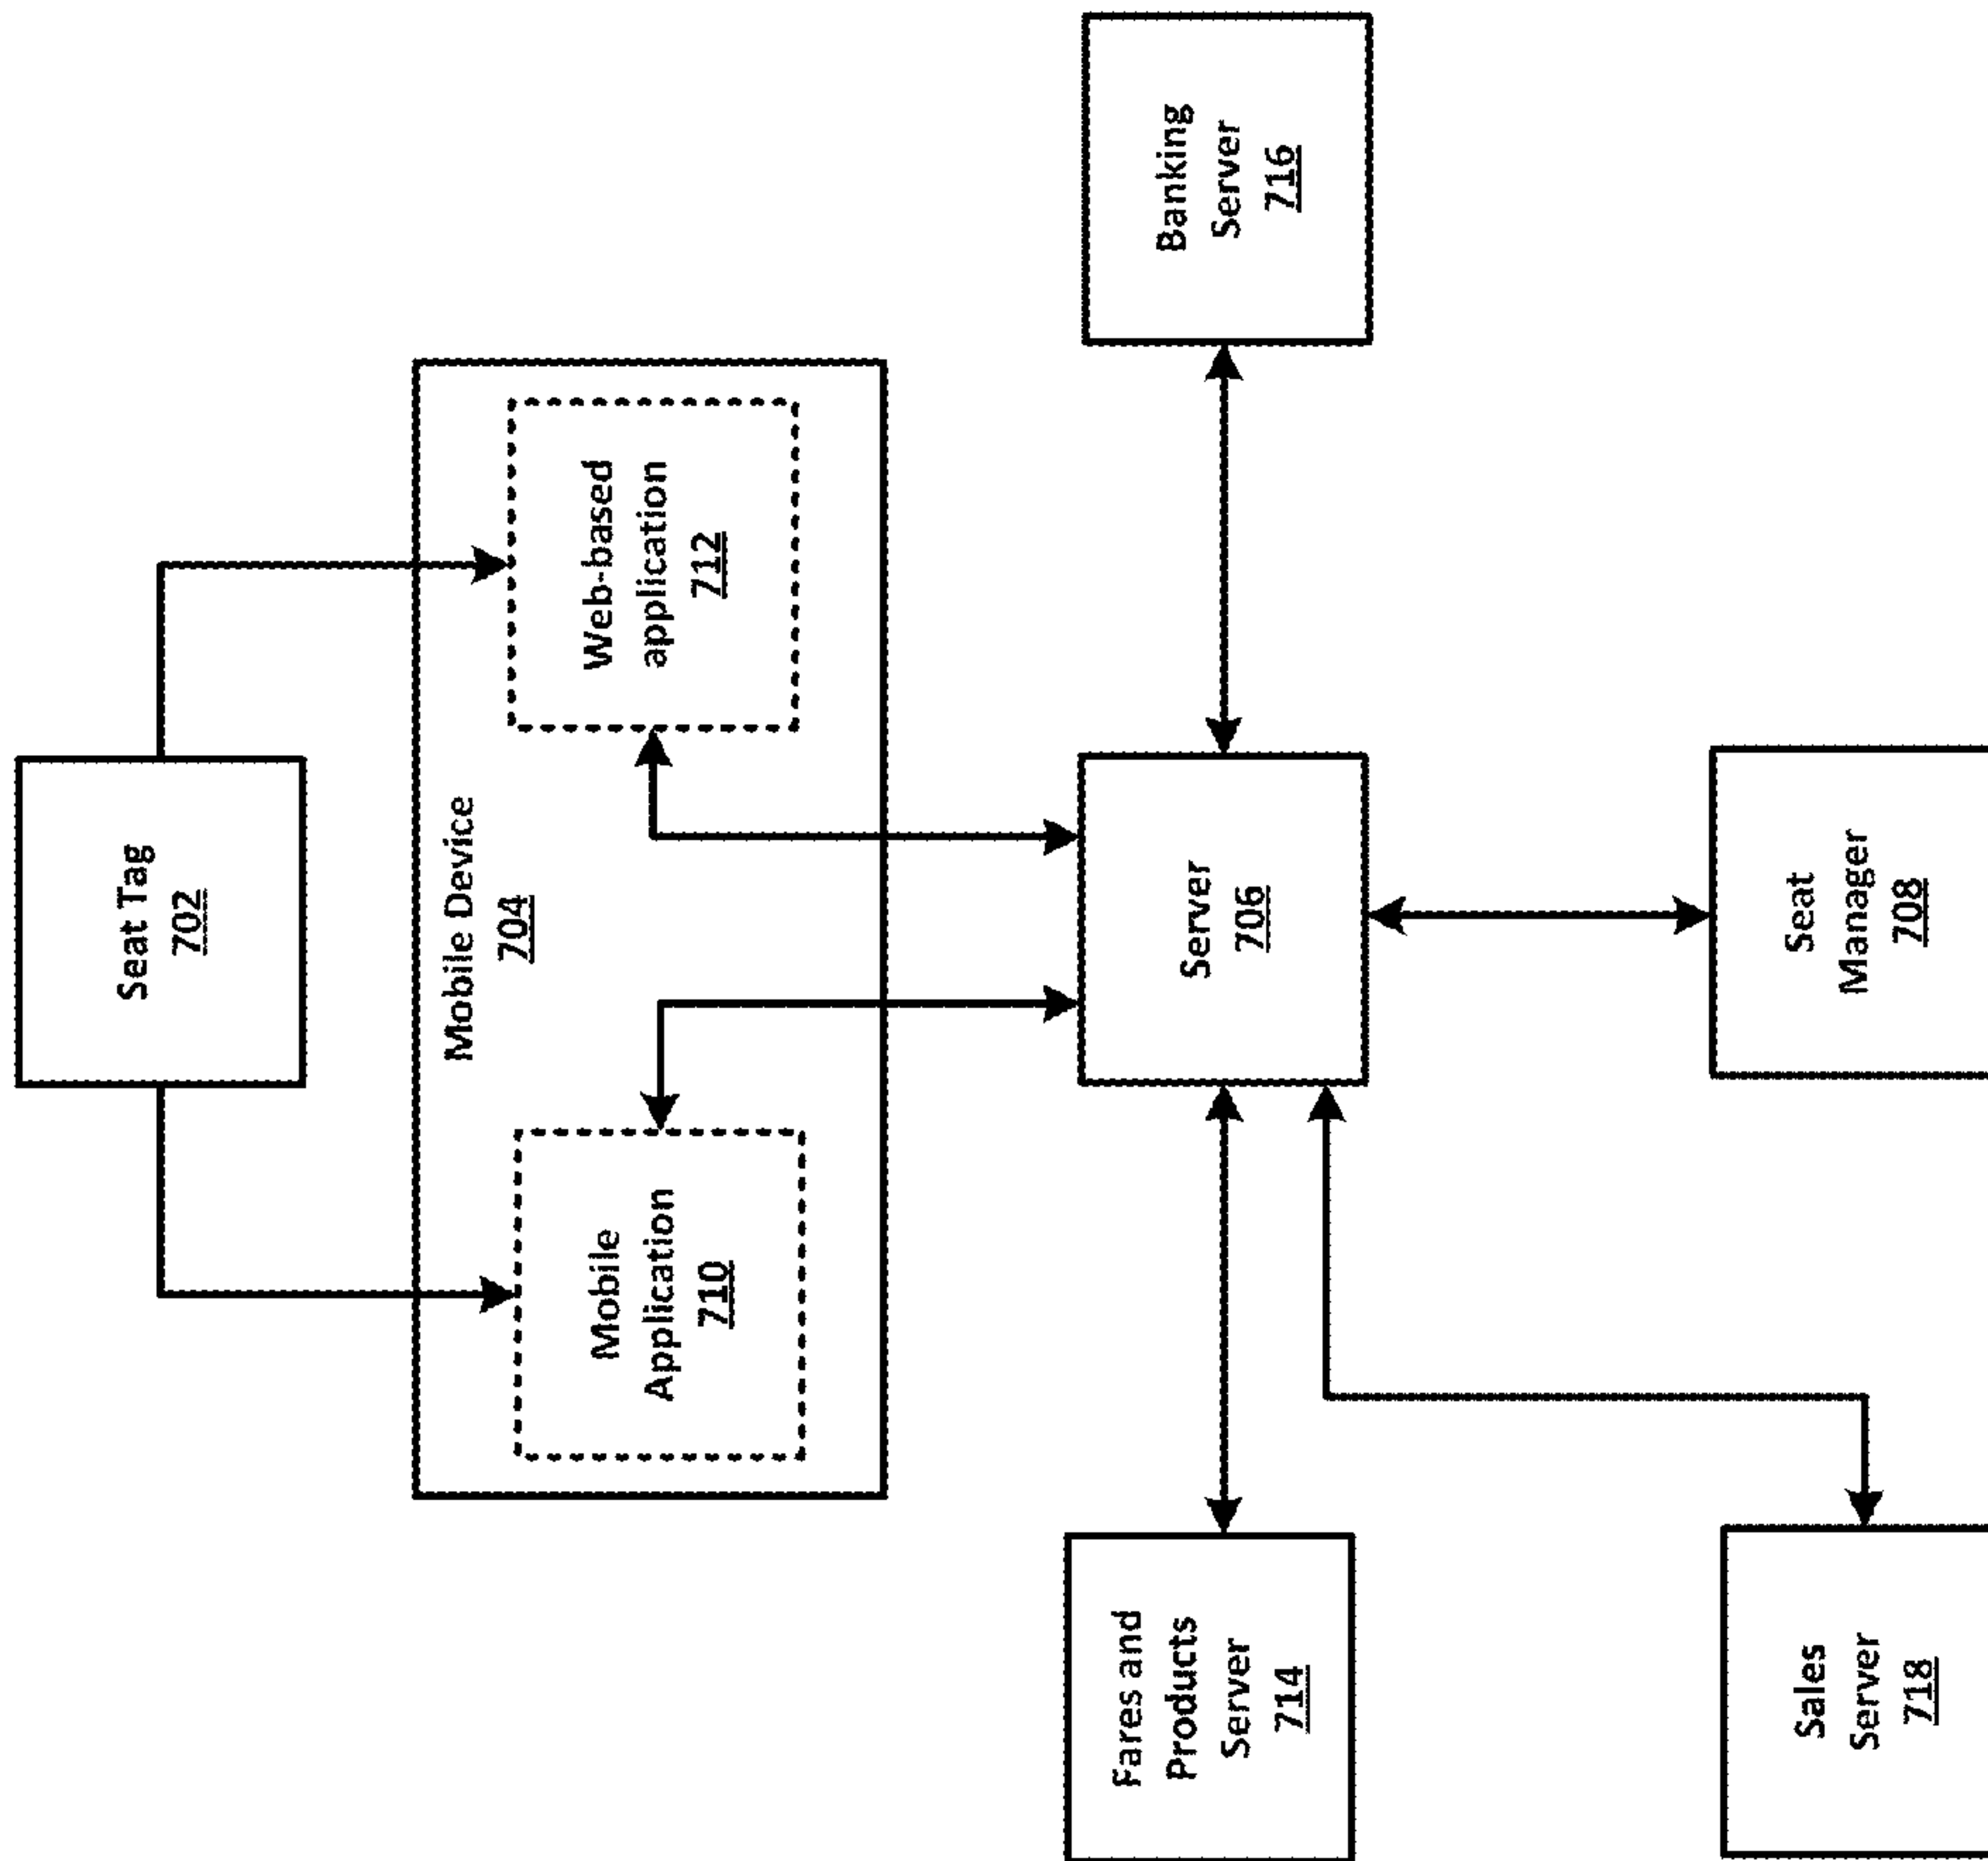 Seat Tag
702
Mobile Device
704
Mobile
Application
710
Web-based
application
712
Fares and
Products
Server
714
Server
706
Banking
Server
716
Sales
Server
718
Seat
Manager
708